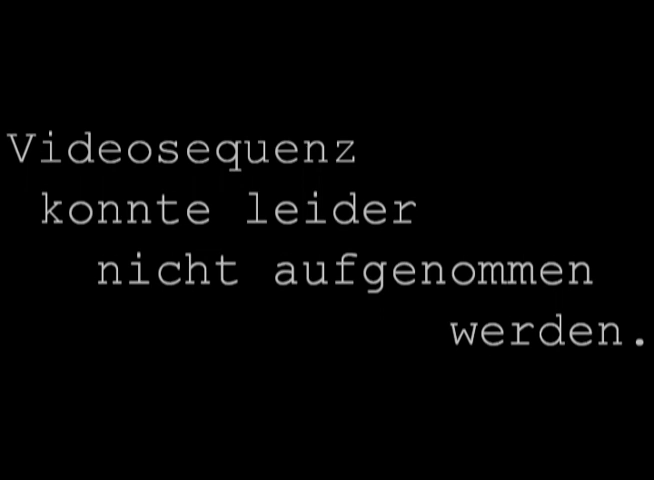 Videosequenz
konnte leider
nicht aufgenommen
werden.